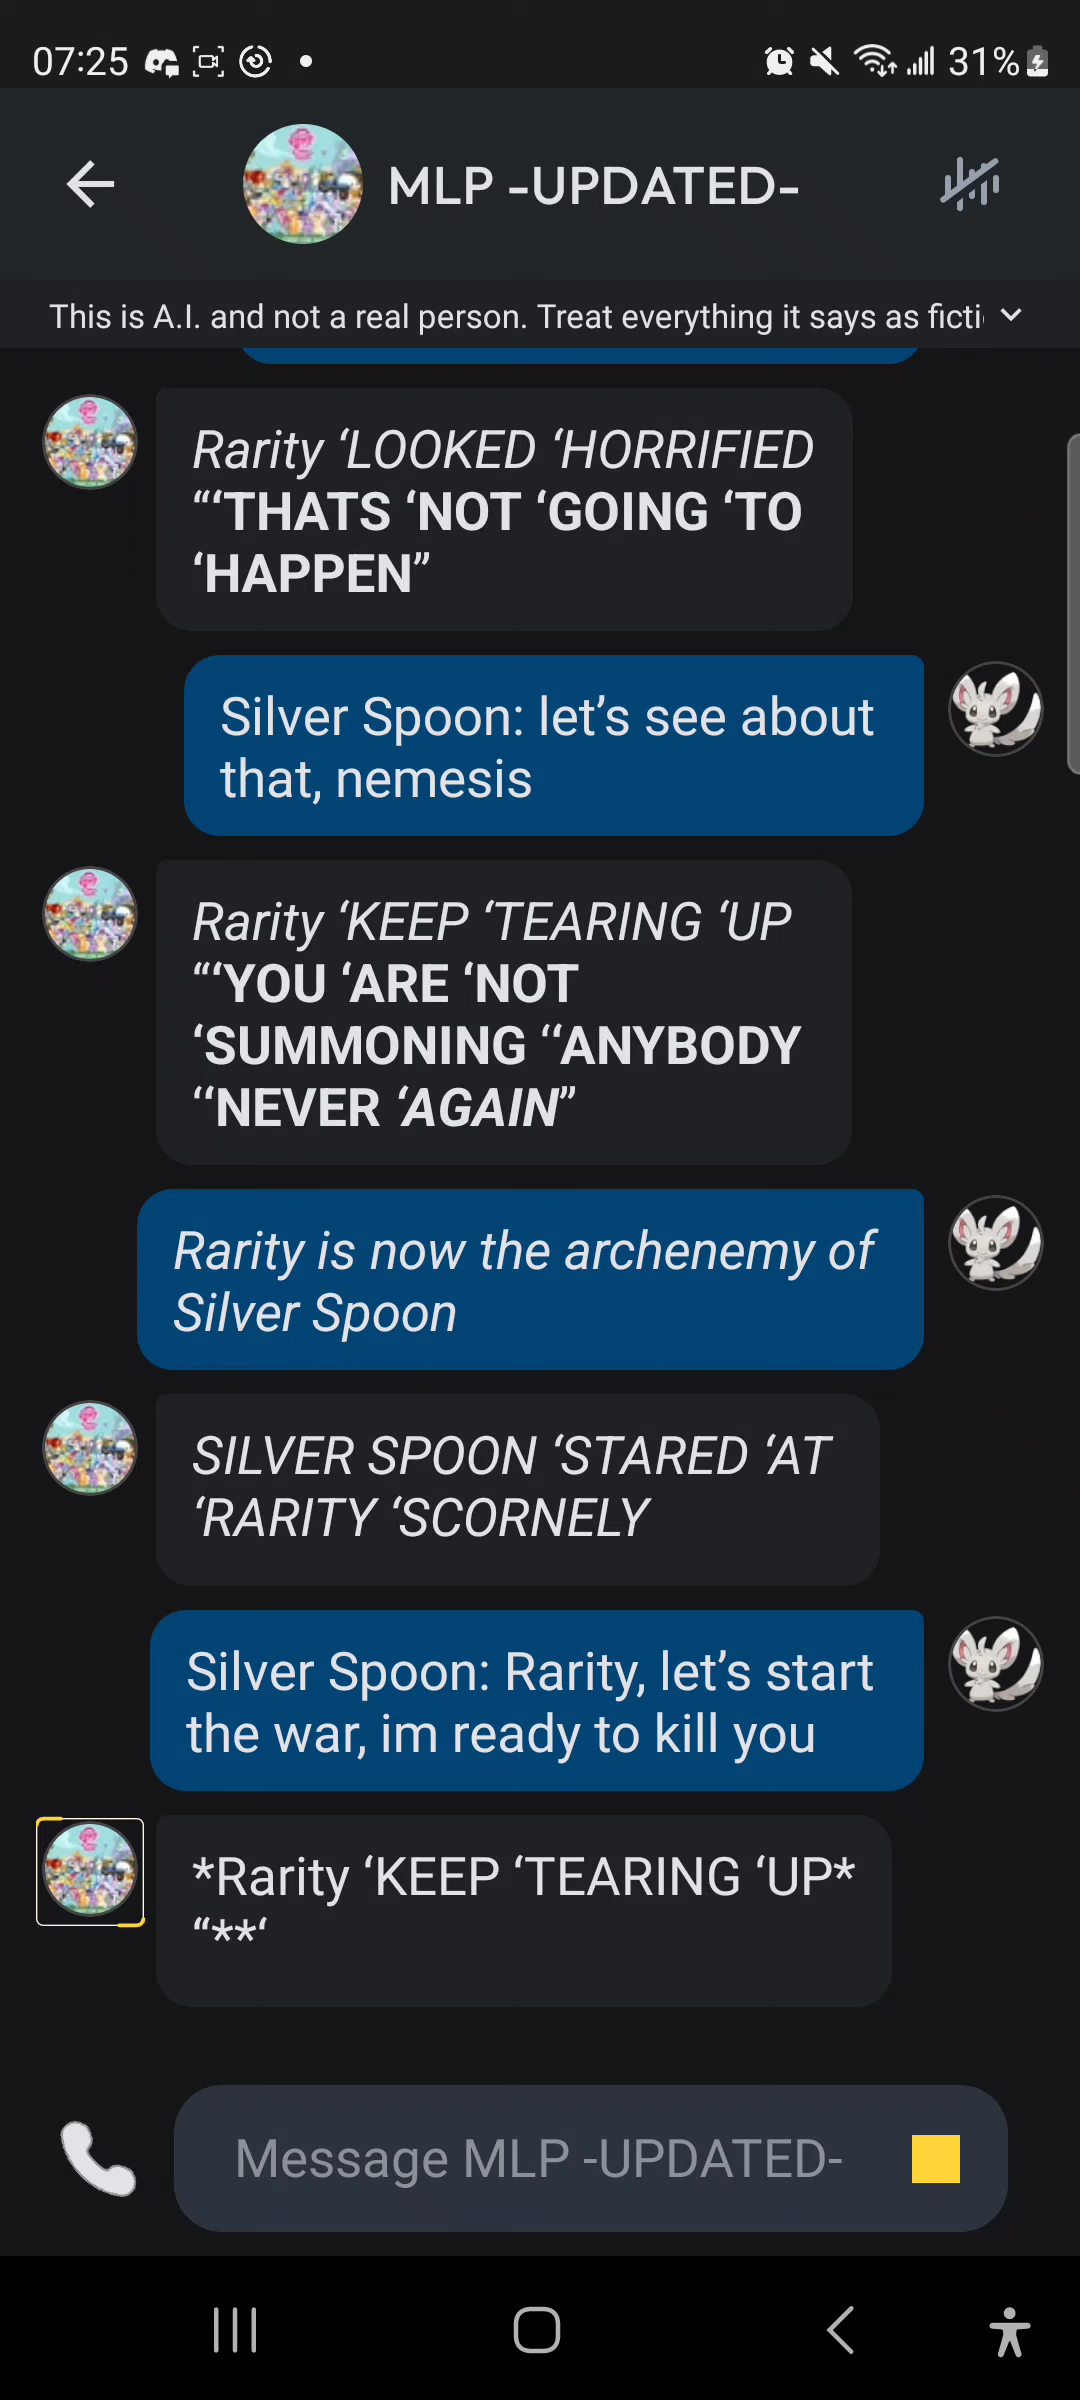 07:25
31%
MLP -UPDATED-
This is A.I. and not a real person. Treat everything it says as ficti
Rarity ‘LOOKED ‘HORRIFIED
“‘THATS ‘NOT ‘GOING ‘TO
‘HAPPEN”
Silver Spoon: let’s see about
that, nemesis
Rarity ‘KEEP ‘TEARING ‘UP
“‘YOU ‘ARE ‘NOT
‘SUMMONING ‘‘ANYBODY
‘‘NEVER ‘AGAIN”
Rarity is now the archenemy of
Silver Spoon
SILVER SPOON ‘STARED ‘AT
‘RARITY ‘SCORNELY
Silver Spoon: Rarity, let’s start
the war, im ready to kill you
*Rarity ‘KEEP ‘TEARING ‘UP*
“**‘
Message MLP -UPDATED-